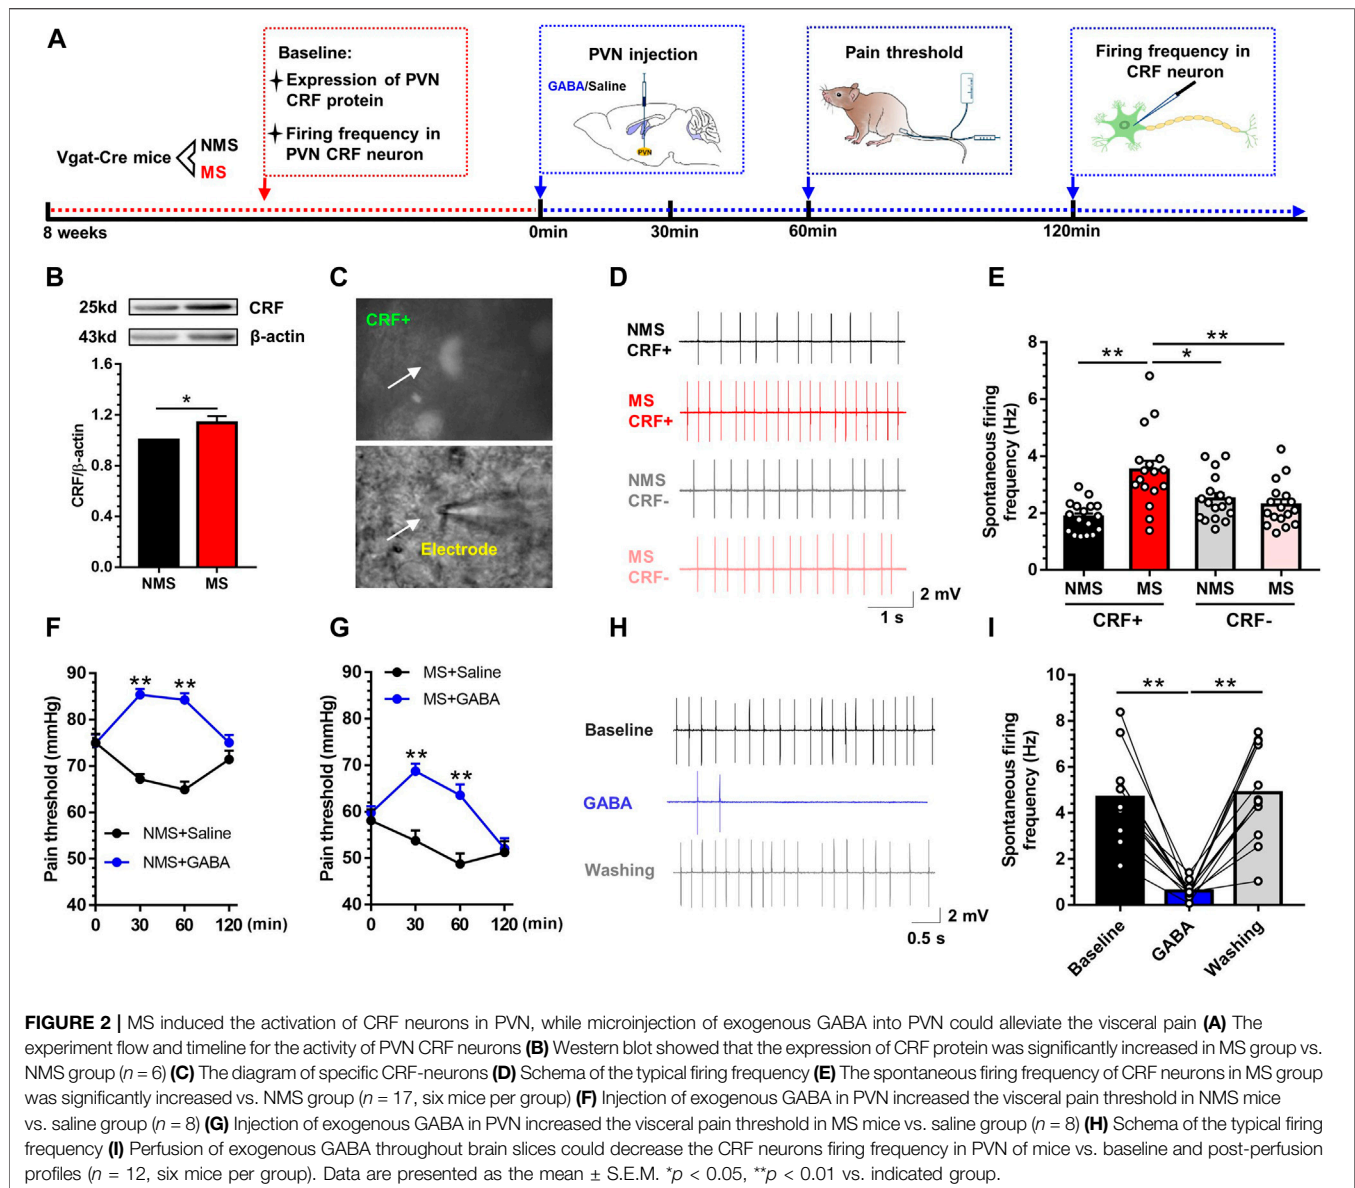 A
Baseline:
Expression of PVN
CRF protein
Firing frequency in
PVN CRF neuron
Vgat-Cre mice
NMS
MS
PVN injection
GABA/Saline
PVN
Pain threshold
Firing frequency in
CRF neuron
8 weeks
0min
30min
60min
120min
B
25kd
CRF
43kd
β-actin
1.6
1.2
0.8
0.4
0.0
CRF/β-actin
*
NMS
MS
C
CRF+
Electrode
D
NMS
CRF+
MS
CRF+
NMS
CRF-
MS
CRF-
2 mV
1 s
E
8
6
4
2
0
Spontaneous firing
frequency (Hz)
**
*
**
NMS
MS
NMS
MS
CRF+
CRF-
F
90
80
70
60
50
40
Pain threshold (mmHg)
**
**
NMS+Saline
NMS+GABA
0
30
60
120
(min)
G
90
80
70
60
50
40
Pain threshold (mmHg)
MS+Saline
MS+GABA
**
**
0
30
60
120
(min)
H
Baseline
GABA
Washing
2 mV
0.5 s
I
10
8
6
4
2
0
Spontaneous firing
frequency (Hz)
**
**
Baseline
GABA
Washing
FIGURE 2 | MS induced the activation of CRF neurons in PVN, while microinjection of exogenous GABA into PVN could alleviate the visceral pain (A) The
experiment flow and timeline for the activity of PVN CRF neurons (B) Western blot showed that the expression of CRF protein was significantly increased in MS group vs.
NMS group (n = 6) (C) The diagram of specific CRF-neurons (D) Schema of the typical firing frequency (E) The spontaneous firing frequency of CRF neurons in MS group
was significantly increased vs. NMS group (n = 17, six mice per group) (F) Injection of exogenous GABA in PVN increased the visceral pain threshold in NMS mice
vs. saline group (n = 8) (G) Injection of exogenous GABA in PVN increased the visceral pain threshold in MS mice vs. saline group (n = 8) (H) Schema of the typical firing
frequency (I) Perfusion of exogenous GABA throughout brain slices could decrease the CRF neurons firing frequency in PVN of mice vs. baseline and post-perfusion
profiles (n = 12, six mice per group). Data are presented as the mean ± S.E.M. *p < 0.05, **p < 0.01 vs. indicated group.